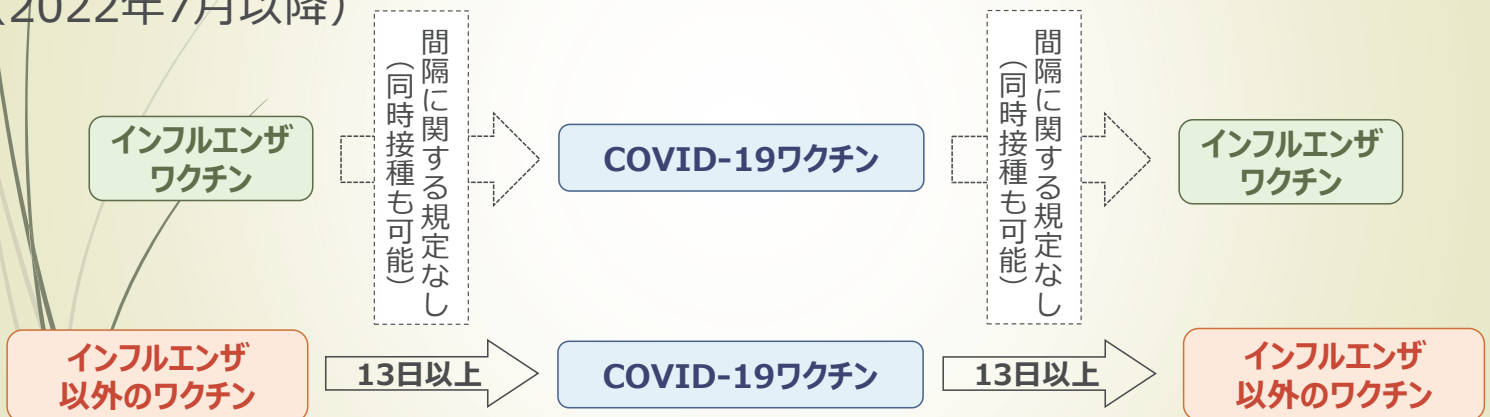 （2022年7月以降）
インフルエンザ
ワクチン
間隔に関する規定なし
（同時接種も可能）
COVID-19ワクチン
間隔に関する規定なし
（同時接種も可能）
インフルエンザ
ワクチン
インフルエンザ
以外のワクチン
13日以上
COVID-19ワクチン
13日以上
インフルエンザ
以外のワクチン